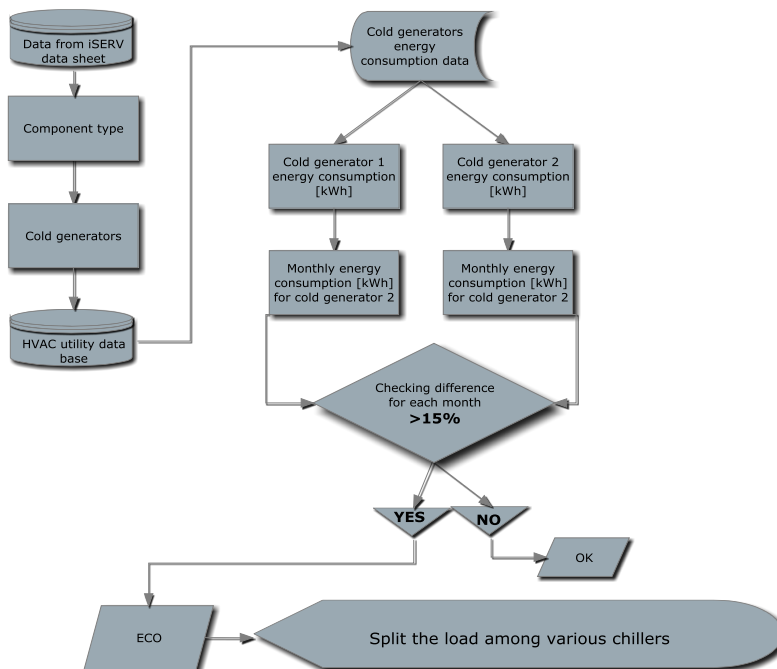 Data from iSERV
data sheet
Component type
Cold generators
HVAC utility data
base
Cold generators
energy
consumption data
Cold generator 1
energy consumption
[kWh]
Cold generator 2
energy consumption
[kWh]
Monthly energy
consumption [kWh]
for cold generator 2
Monthly energy
consumption [kWh]
for cold generator 2
Checking difference
for each month
>15%
YES
NO
OK
ECO
Split the load among various chillers